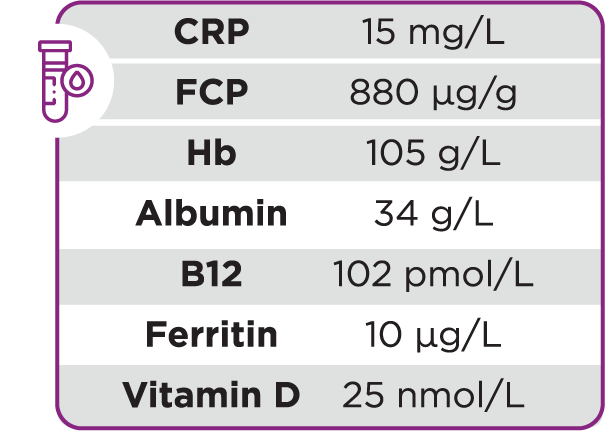 CRP 15 mg/L
FCP 880 µg/g
Hb 105 g/L
Albumin 34 g/L
B12 102 pmol/L
Ferritin 10 µg/L
Vitamin D 25 nmol/L